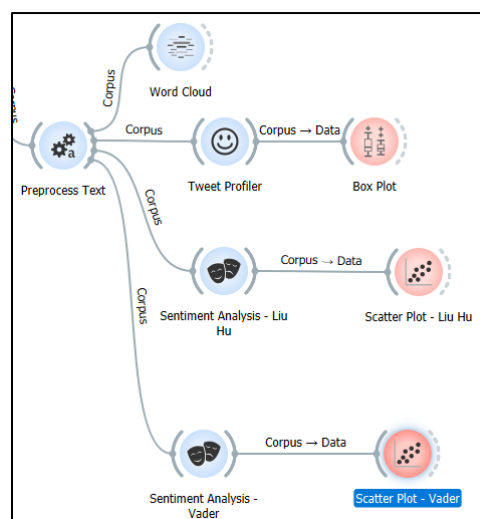 Corpus
Corpus
Word Cloud
Corpus
Corpus → Data
Preprocess Text
Tweet Profiler
Box Plot
Corpus
Corpus → Data
Sentiment Analysis - Liu
Hu
Scatter Plot - Liu Hu
Corpus
Corpus → Data
Sentiment Analysis -
Vader
Scatter Plot - Vader